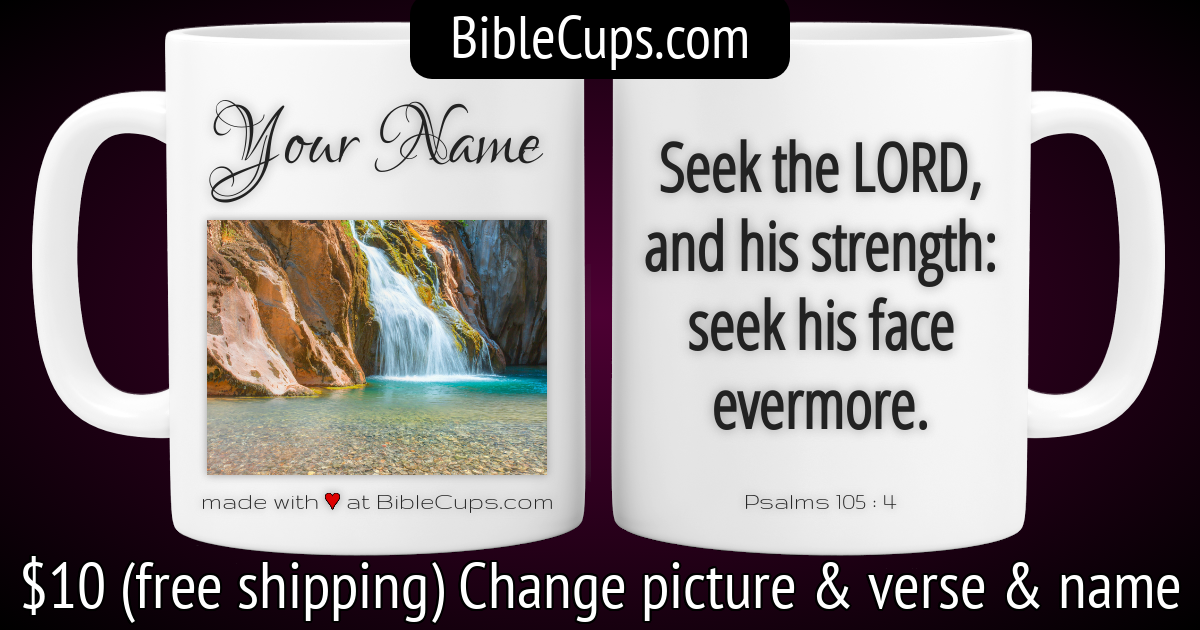 BibleCups.com
Your Name
made with ♥ at BibleCups.com
Seek the LORD,
and his strength:
seek his face
evermore.
Psalms 105 : 4
$10 (free shipping) Change picture & verse & name